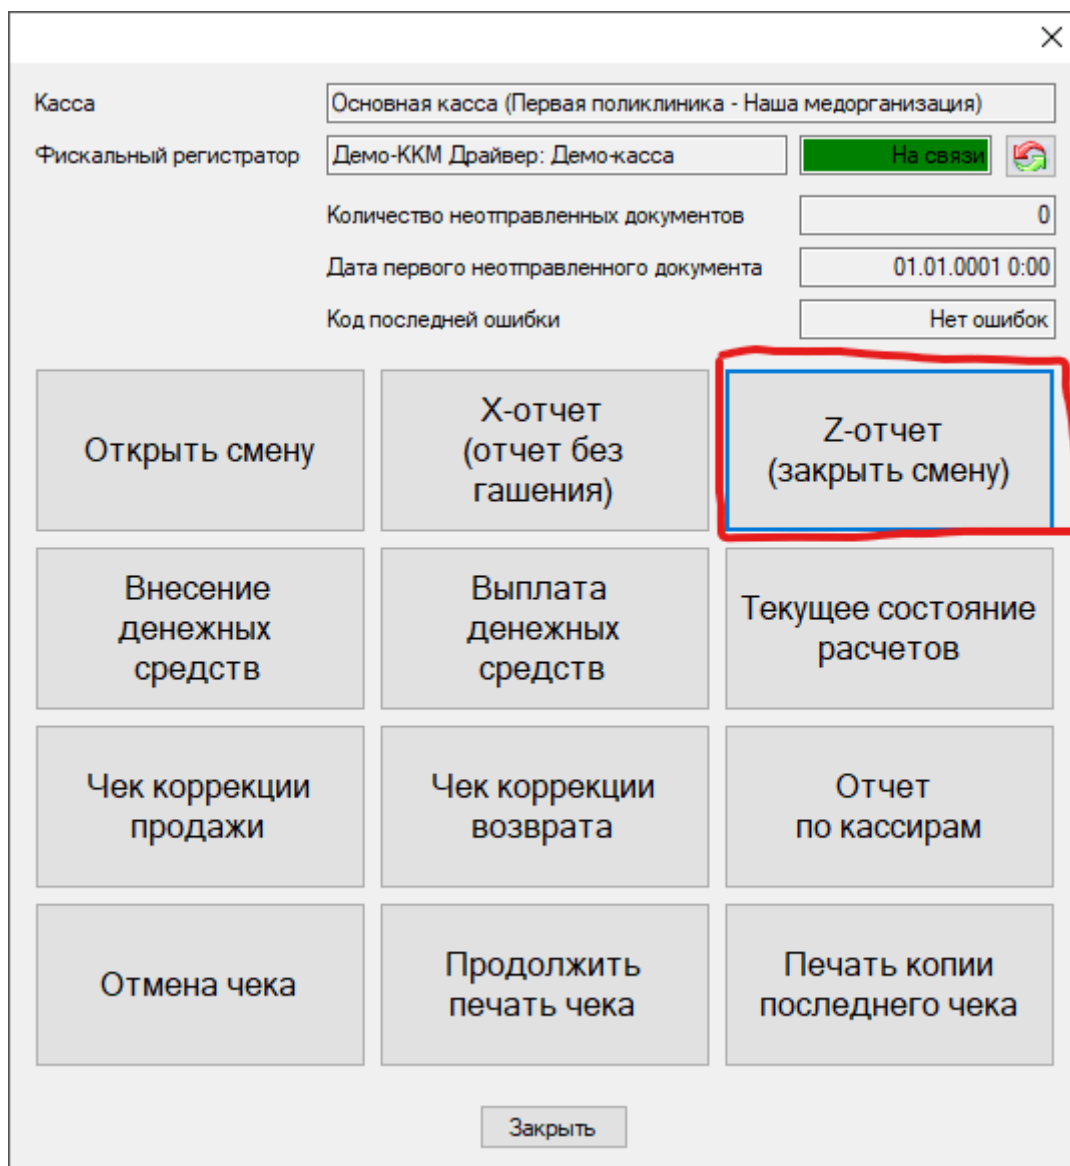 Касса
Основная касса (Первая поликлиника - Наша медорганизация)
Фискальный регистратор
Демо-ККМ Драйвер: Демо-касса
На связи
Количество неотправленных документов
0
Дата первого неотправленного документа
01.01.0001 0:00
Код последней ошибки
Нет ошибок
Открыть смену
X-отчет
(отчет без
гашения)
Z-отчет
(закрыть смену)
Внесение
денежных
средств
Выплата
денежных
средств
Текущее состояние
расчетов
Чек коррекции
продажи
Чек коррекции
возврата
Отчет
по кассирам
Отмена чека
Продолжить
печать чека
Печать копии
последнего чека
Закрыть